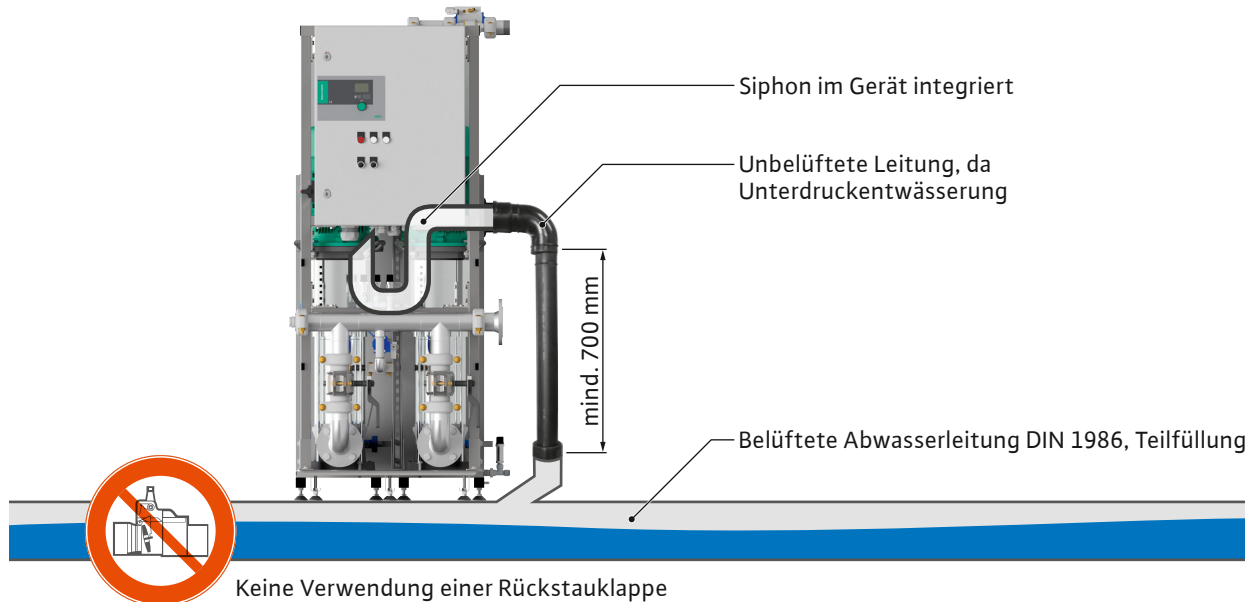 Siphon im Gerät integriert
Unbelüftete Leitung, da
Unterdruckentwässerung
mind. 700 mm
Belüftete Abwasserleitung DIN 1986, Teilfüllung
Keine Verwendung einer Rückstauklappe